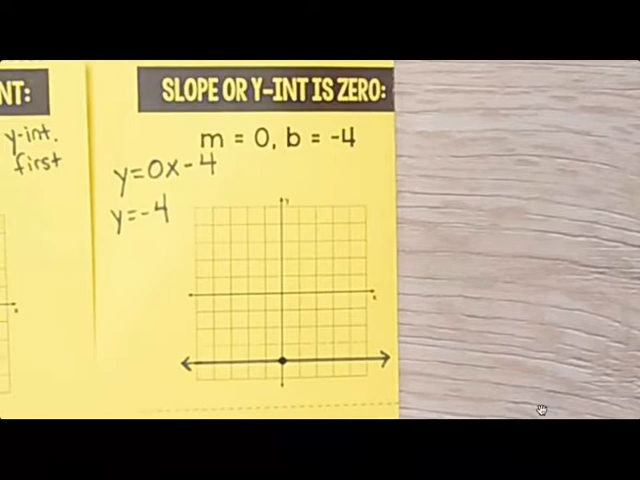 NT:
y-int.
first
SLOPE OR Y-INT IS ZERO:
m = 0, b = -4
y=0x-4
y=-4
y
x
x